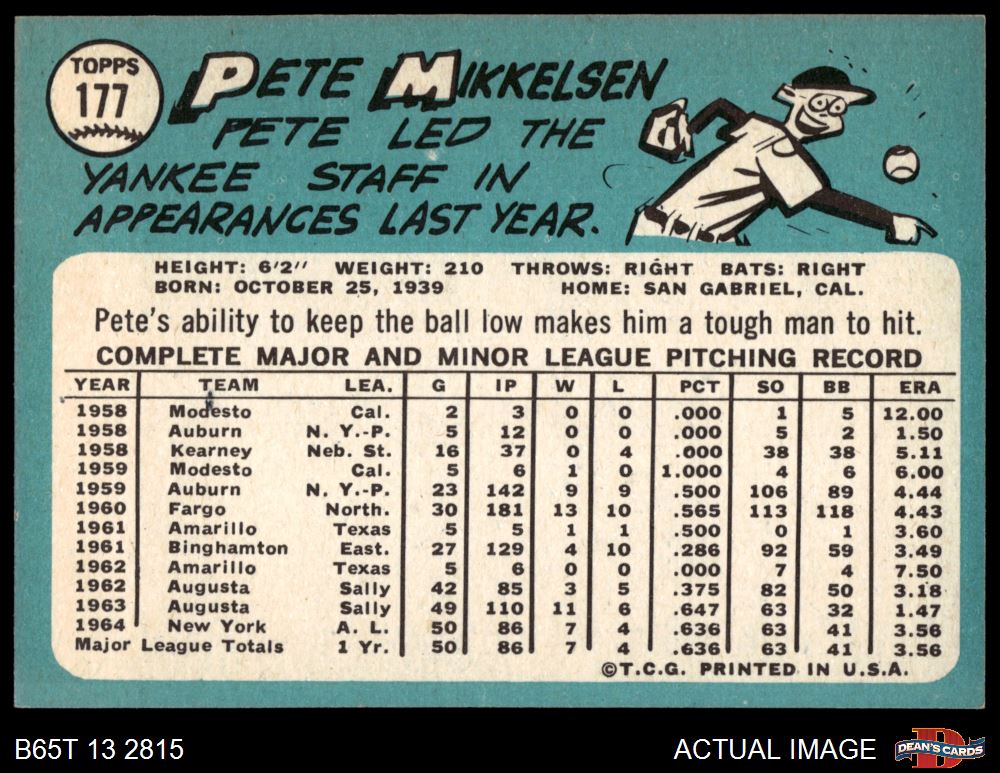 TOPPS
177
PETE MIKKELSEN
PETE LED THE
YANKEE STAFF IN
APPEARANCES LAST YEAR.
HEIGHT: 6'2" WEIGHT: 210 THROWS: RIGHT BATS: RIGHT
BORN: OCTOBER 25, 1939 HOME: SAN GABRIEL, CAL.
Pete's ability to keep the ball low makes him a tough man to hit.
COMPLETE MAJOR AND MINOR LEAGUE PITCHING RECORD
YEAR TEAM LEA. G IP W L PCT SO BB ERA
1958 Modesto Cal. 2 3 0 0 .000 1 5 12.00
1958 Auburn N. Y.-P. 5 12 0 0 .000 5 2 1.50
1958 Kearney Neb. St. 16 37 0 4 .000 38 38 5.11
1959 Modesto Cal. 5 6 1 0 1.000 4 6 6.00
1959 Auburn N. Y.-P. 23 142 9 9 .500 106 89 4.44
1960 Fargo North. 30 181 13 10 .565 113 118 4.43
1961 Amarillo Texas 5 5 1 1 .500 0 1 3.60
1961 Binghamton East. 27 129 4 10 .286 92 59 3.49
1962 Amarillo Texas 5 6 0 0 .000 7 4 7.50
1962 Augusta Sally 42 85 3 5 .375 82 50 3.18
1963 Augusta Sally 49 110 11 6 .647 63 32 1.47
1964 New York A. L. 50 86 7 4 .636 63 41 3.56
Major League Totals 1 Yr. 50 86 7 4 .636 63 41 3.56
©T.C.G. PRINTED IN U.S.A.
B65T 13 2815 ACTUAL IMAGE
DEAN'S CARDS